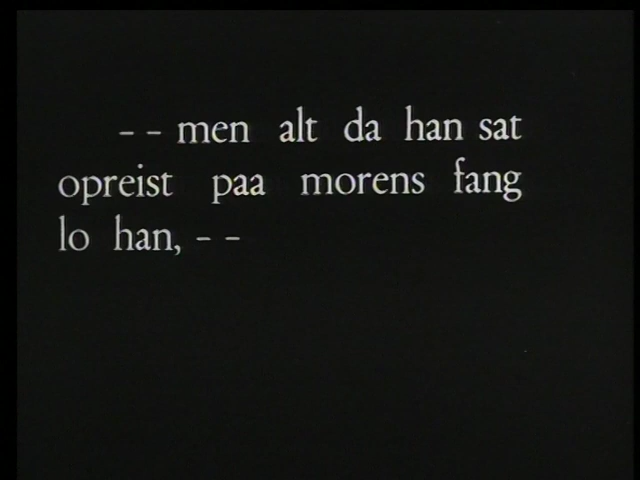 -- men alt da han sat
opreist paa morens fang
lo han, --